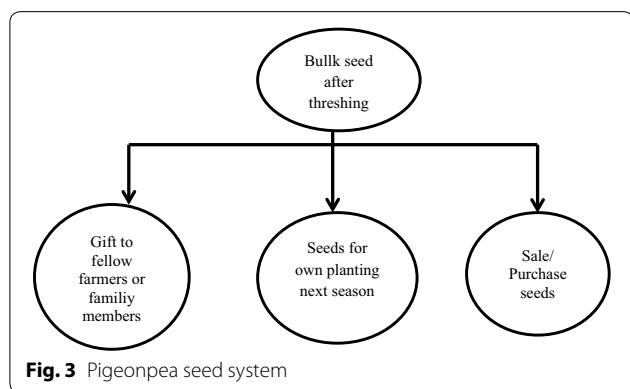 Bullk seed
after
threshing
Gift to
fellow
farmers or
familiy
members
Seeds for
own planting
next season
Sale/
Purchase
seeds
Fig. 3 Pigeonpea seed system